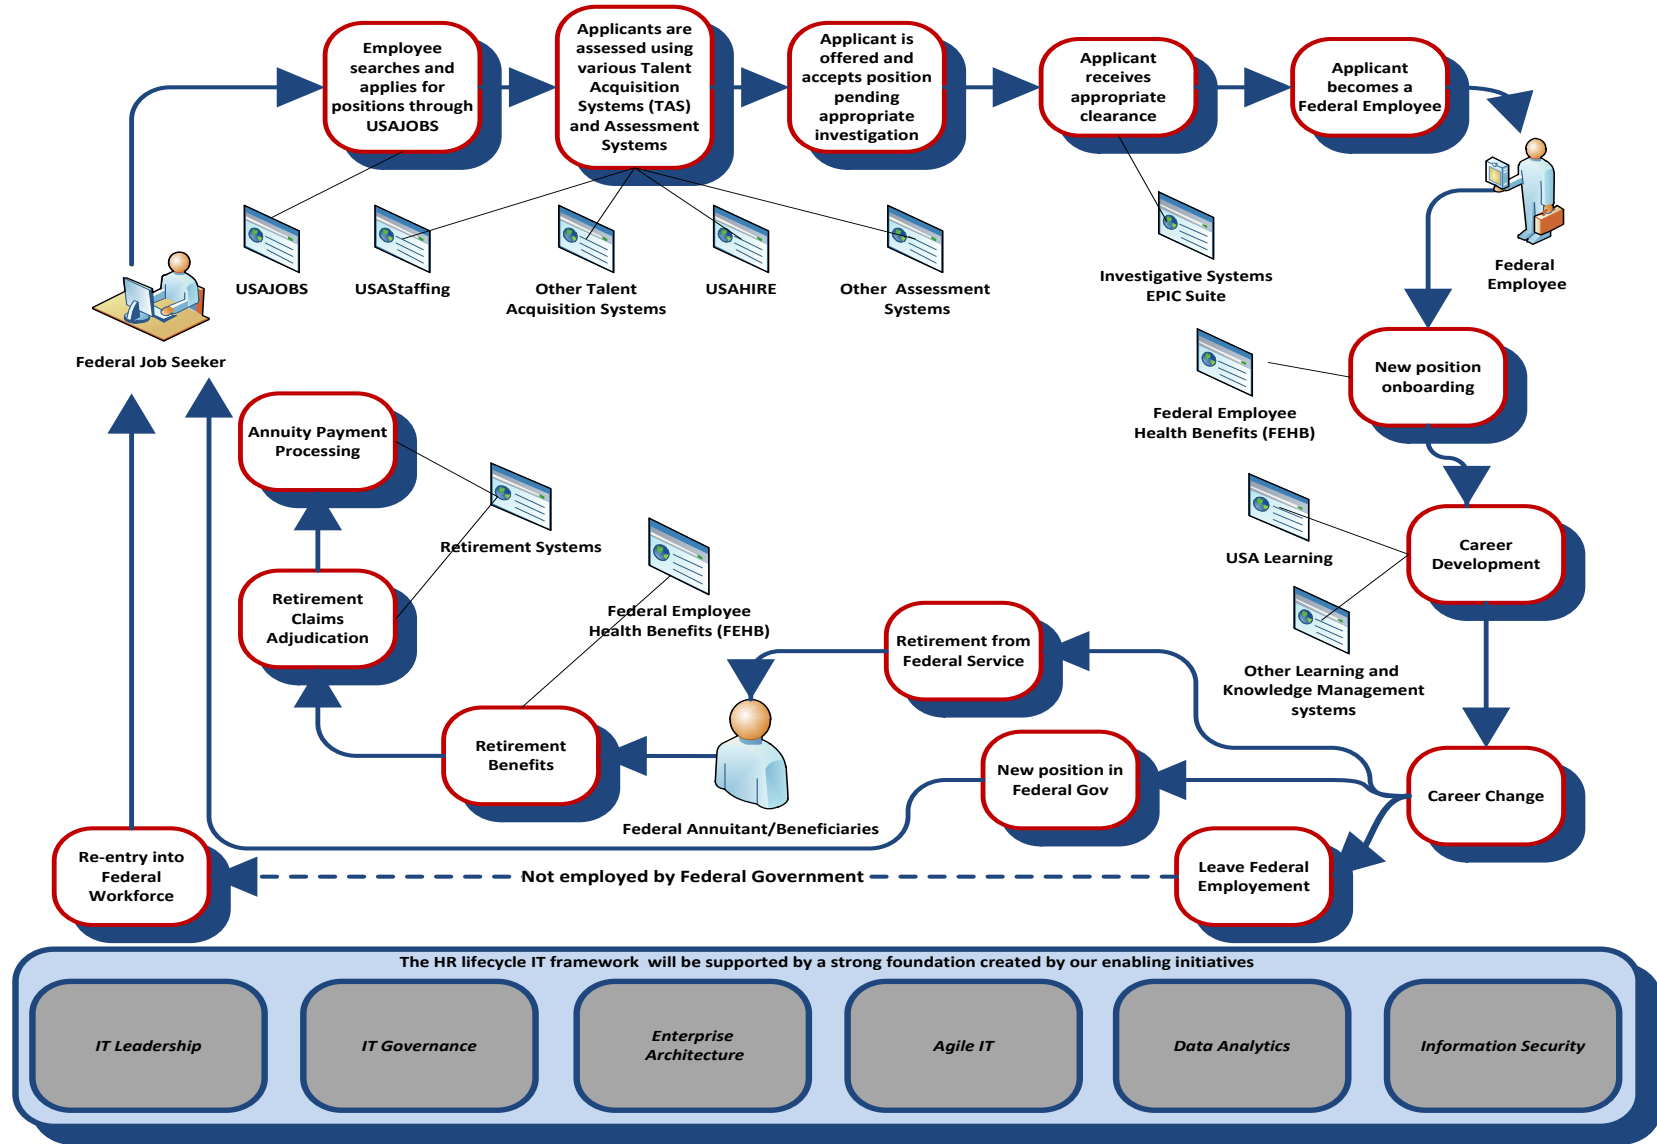 Employee
searches and
applies for
positions through
USAJOBS
Applicants are
assessed using
various Talent
Acquisition
Systems (TAS)
and Assessment
Systems
Applicant is
offered and
accepts position
pending
appropriate
investigation
Applicant
receives
appropriate
clearance
Applicant
becomes a
Federal Employee
USAJOBS
USAStaffing
Other Talent
Acquisition Systems
USAHIRE
Other Assessment
Systems
Investigative Systems
EPIC Suite
Federal
Employee
Federal Job Seeker
New position
onboarding
Federal Employee
Health Benefits (FEHB)
Annuity Payment
Processing
Retirement Systems
Career
Development
USA Learning
Retirement
Claims
Adjudication
Federal Employee
Health Benefits (FEHB)
Retirement from
Federal Service
Other Learning and
Knowledge Management
systems
Retirement
Benefits
Federal Annuitant/Beneficiaries
New position in
Federal Gov
Career Change
Re-entry into
Federal
Workforce
Not employed by Federal Government
Leave Federal
Employement
The HR lifecycle IT framework will be supported by a strong foundation created by our enabling initiatives
IT Leadership
IT Governance
Enterprise
Architecture
Agile IT
Data Analytics
Information Security